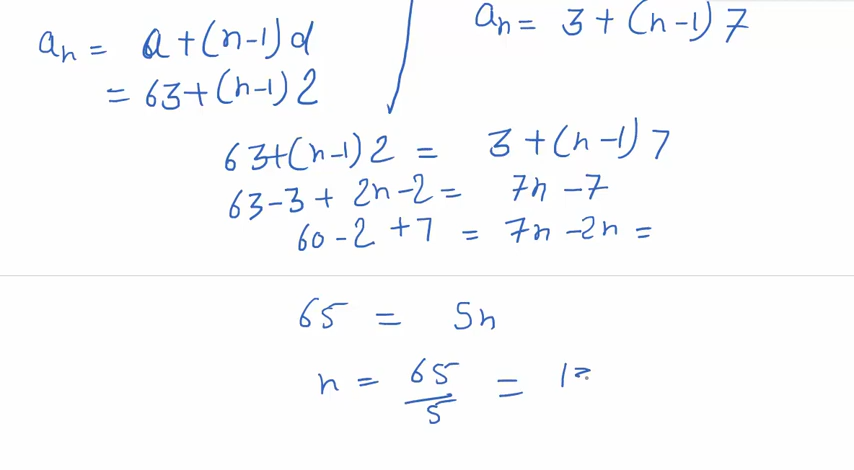 aₙ = a + (n-1) d
= 63 + (n-1) 2
aₙ = 3 + (n-1) 7
63 + (n-1) 2 = 3 + (n-1) 7
63 - 3 + 2n - 2 = 7n - 7
60 - 2 + 7 = 7n - 2n =
65 = 5n
n = 65/5 =